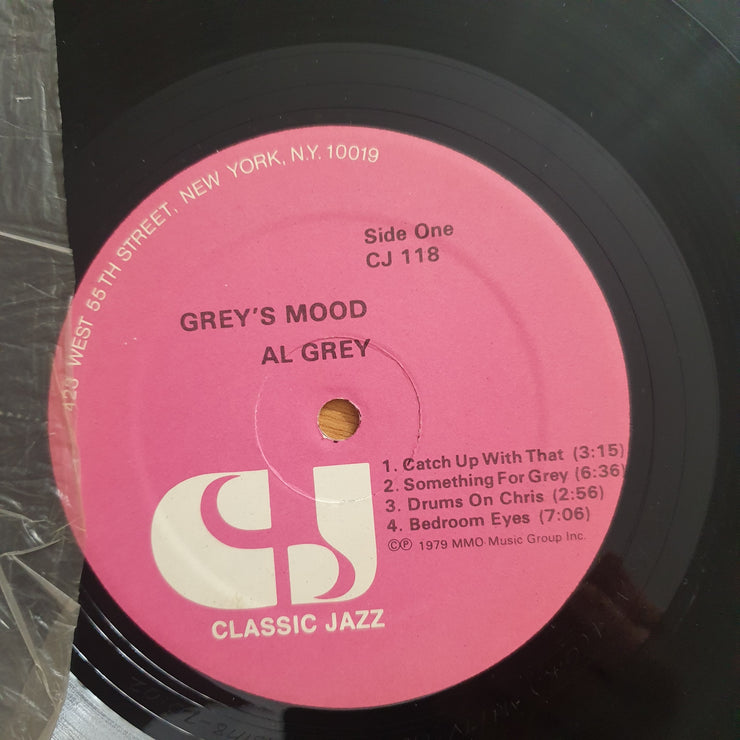 423 WEST 55TH STREET, NEW YORK, N.Y. 10019
Side One
CJ 118
GREY'S MOOD
AL GREY
1. Catch Up With That (3:15)
2. Something For Grey (6:36)
3. Drums On Chris (2:56)
4. Bedroom Eyes (7:06)
©℗ 1979 MMO Music Group Inc.
CJ
CLASSIC JAZZ